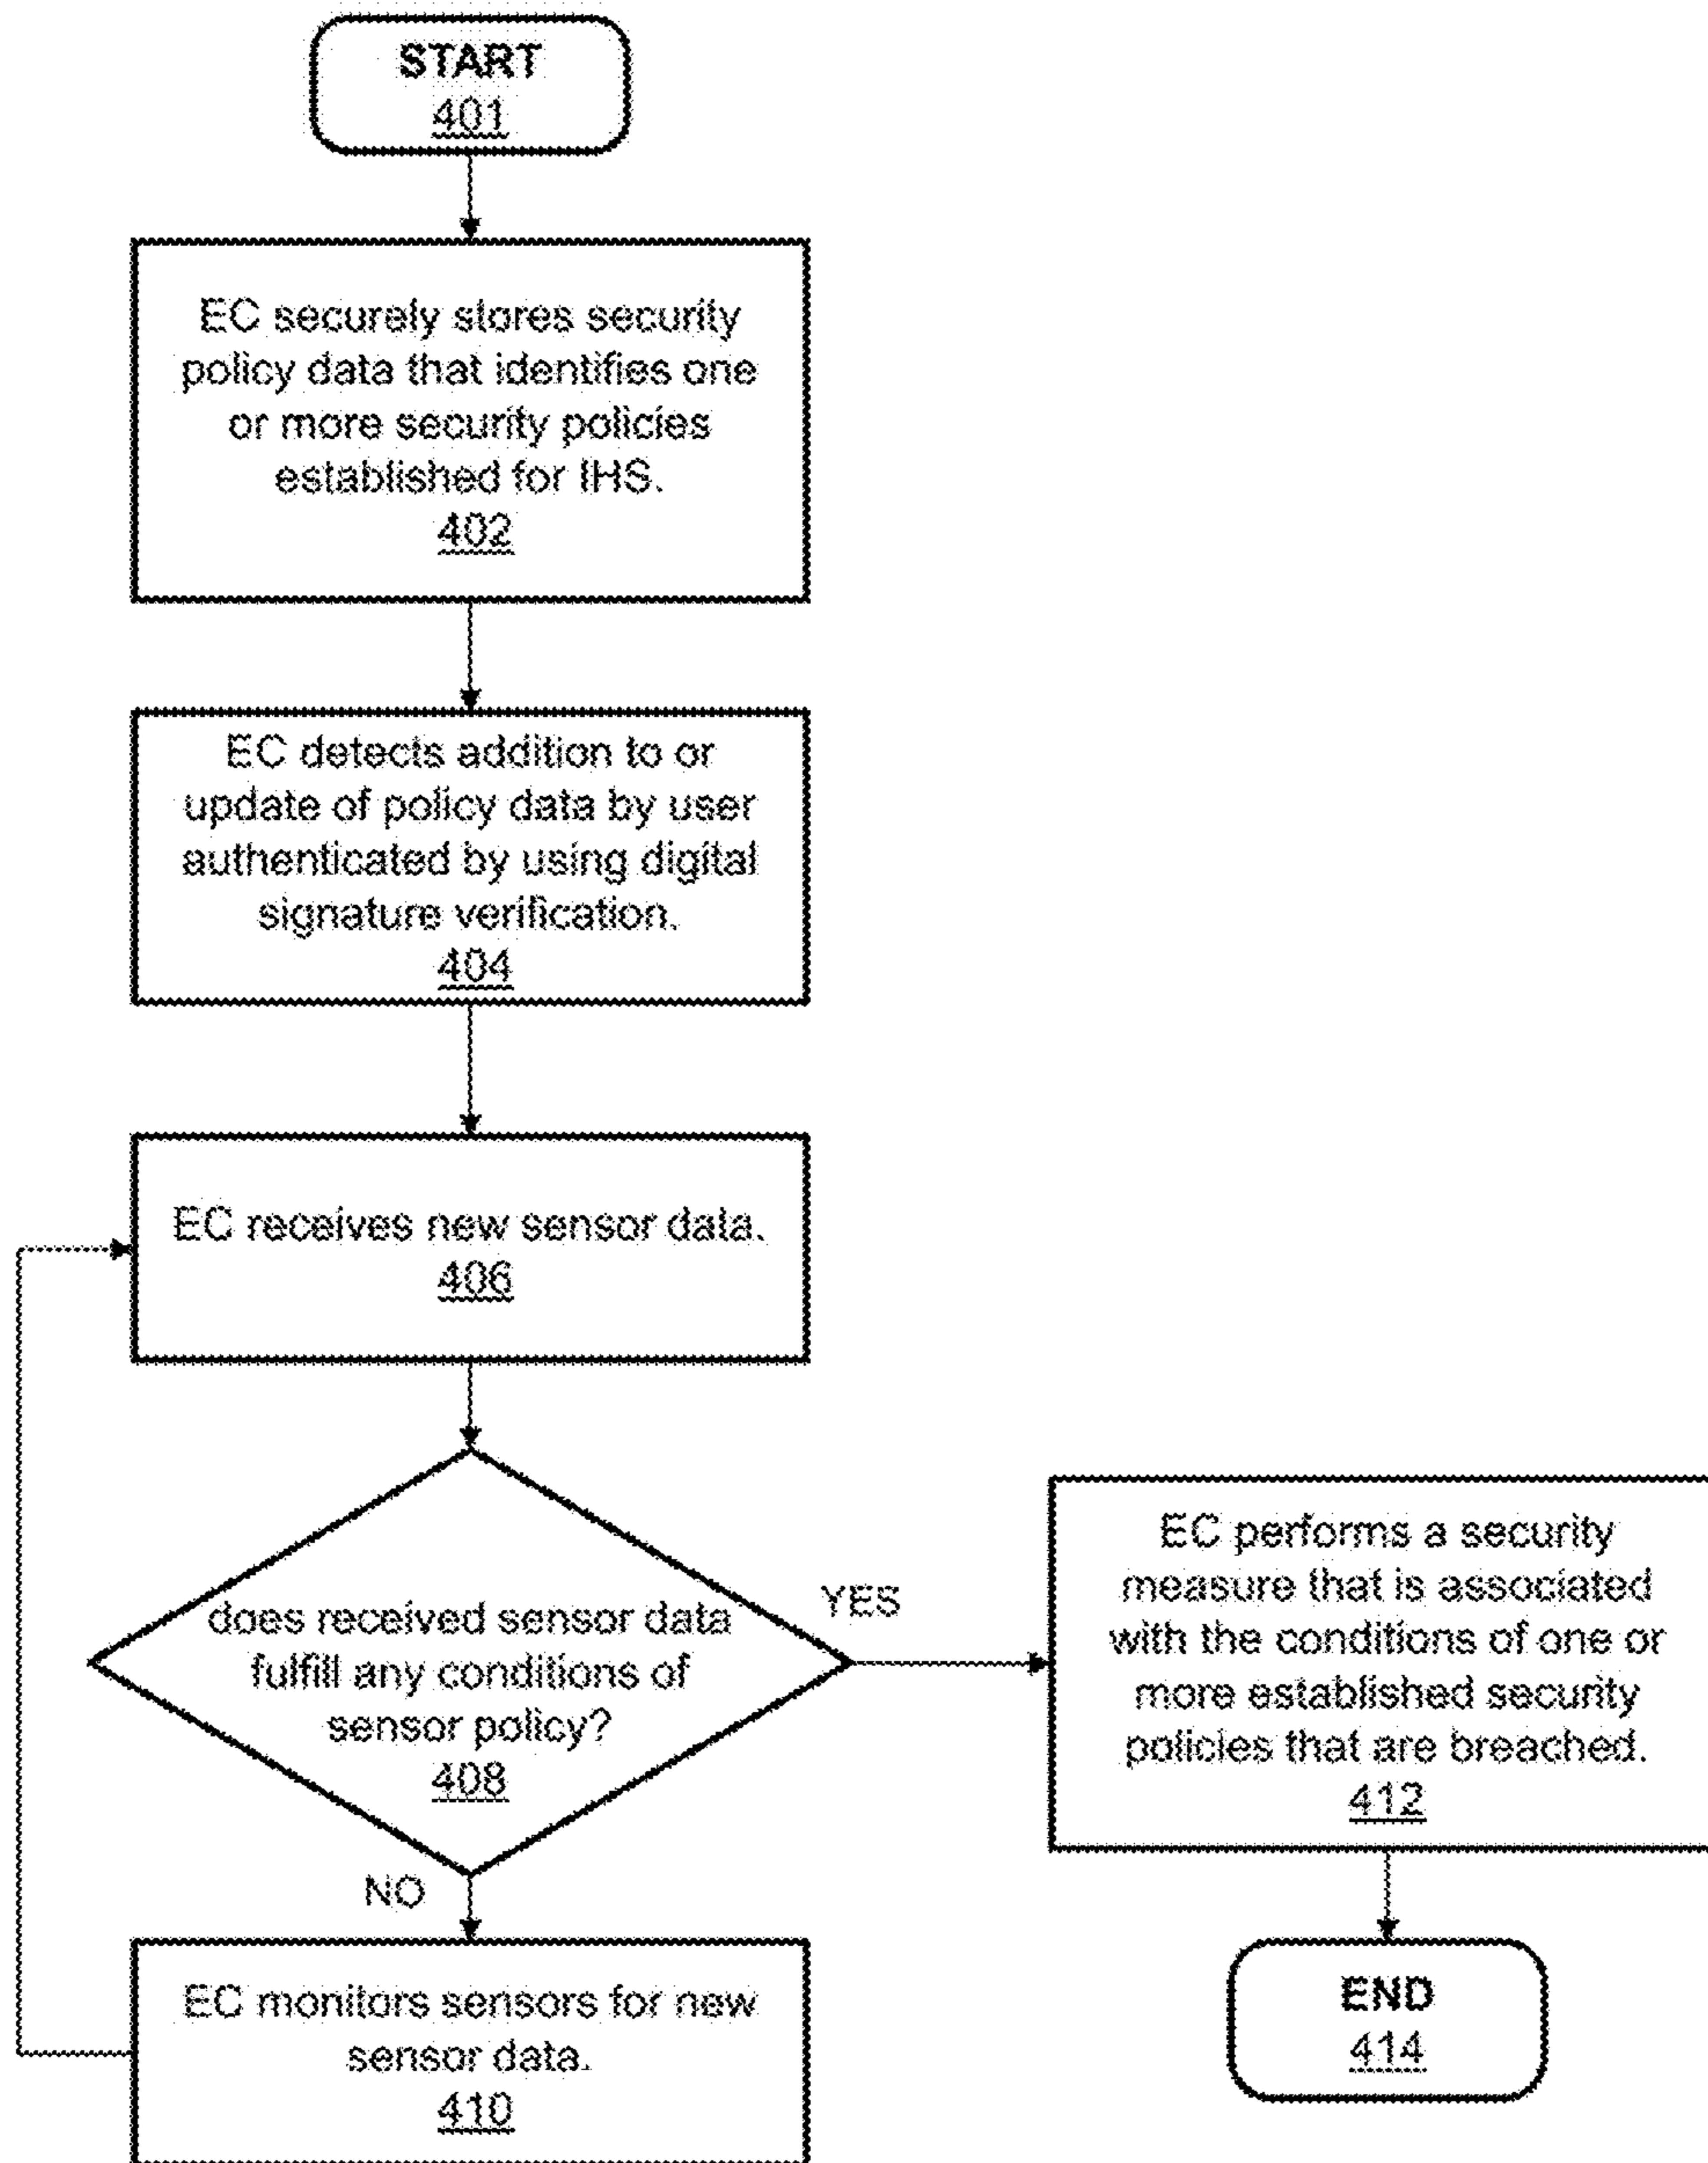 START
401
EC securely stores security
policy data that identifies one
or more security policies
established for IHS.
402
EC detects addition to or
update of policy data by user
authenticated by using digital
signature verification.
404
EC receives new sensor data.
406
does received sensor data
fulfill any conditions of
sensor policy?
408
YES
NO
EC performs a security
measure that is associated
with the conditions of one or
more established security
policies that are breached.
412
EC monitors sensors for new
sensor data.
410
END
414